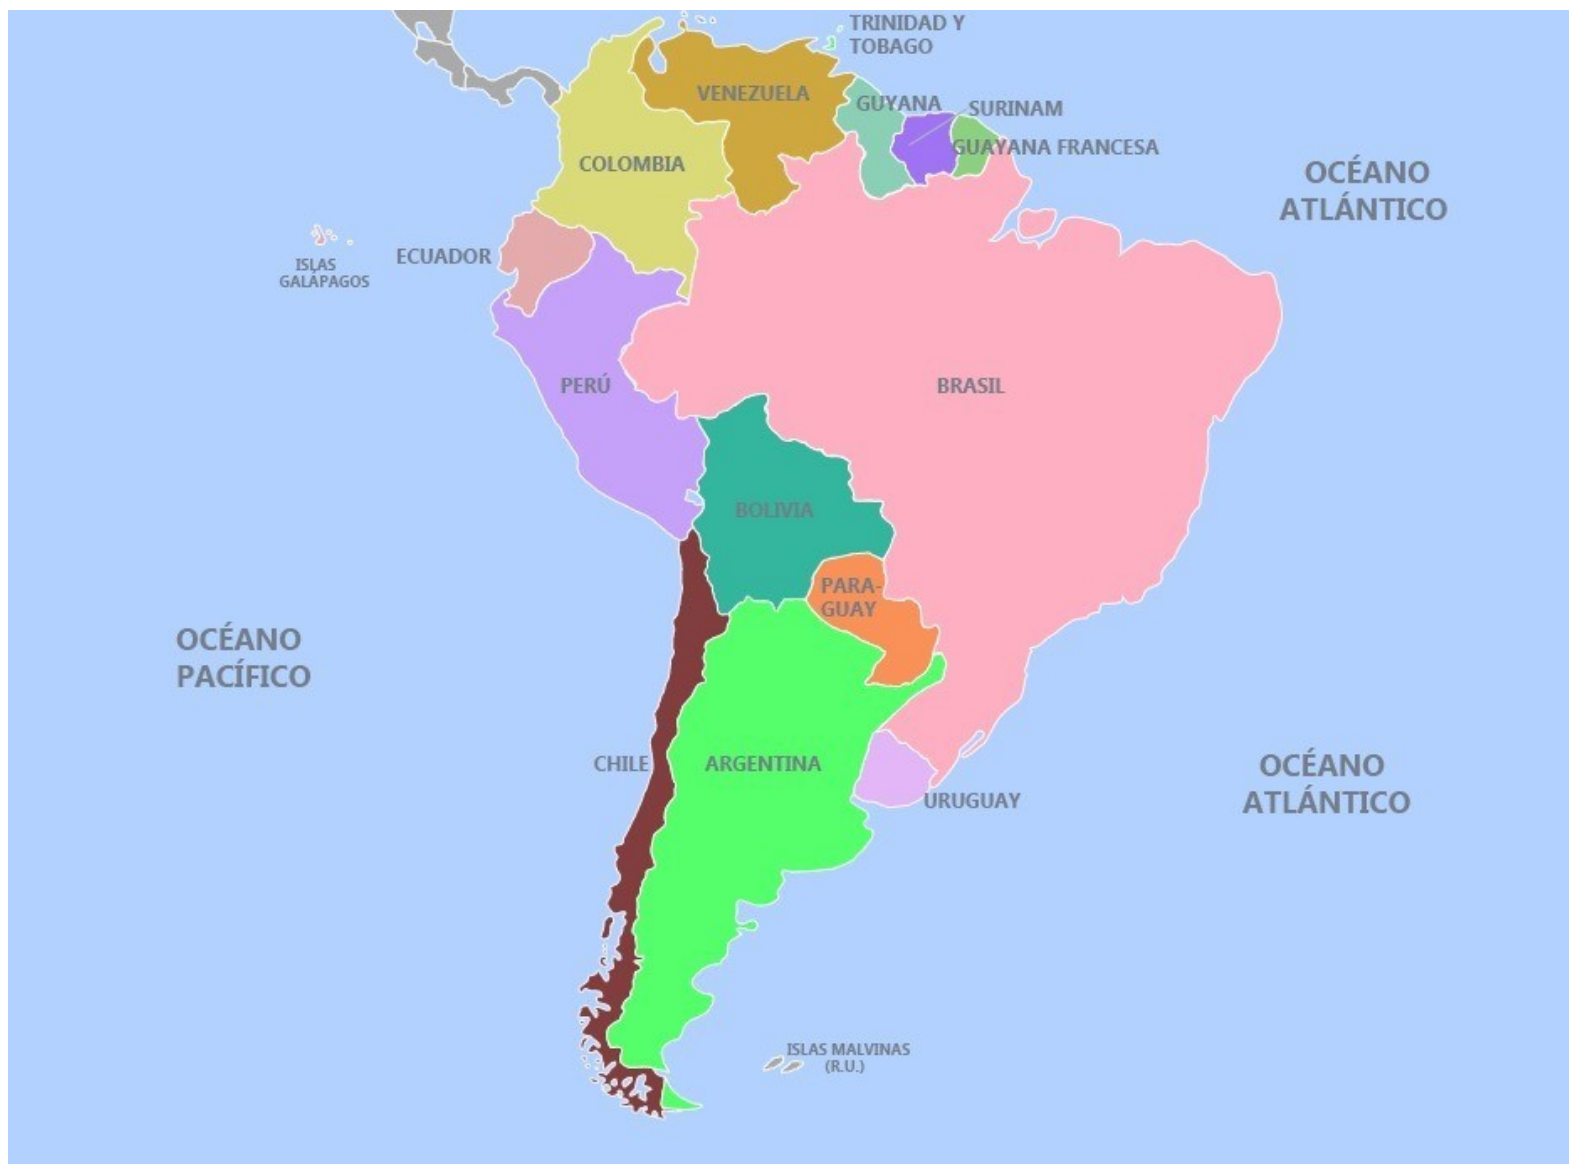 TRINIDAD Y
TOBAGO
VENEZUELA
GUYANA
SURINAM
GUAYANA FRANCESA
COLOMBIA
OCÉANO
ATLÁNTICO
ECUADOR
ISLAS
GALÁPAGOS
PERÚ
BRASIL
BOLIVIA
PARA-
GUAY
OCÉANO
PACÍFICO
CHILE
ARGENTINA
URUGUAY
OCÉANO
ATLÁNTICO
ISLAS MALVINAS
(R.U.)